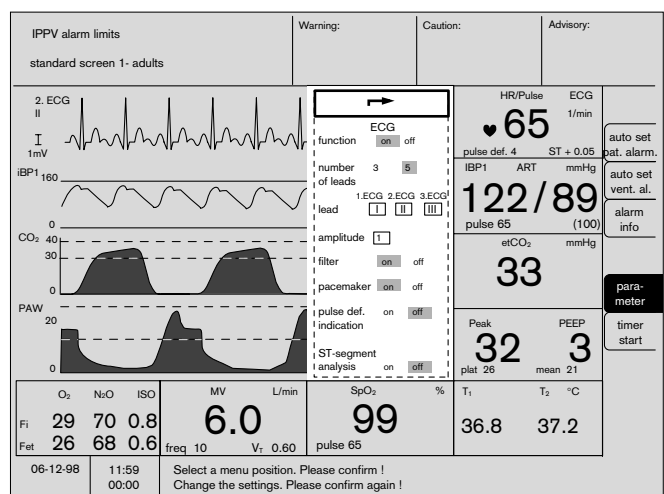 IPPV alarm limits
standard screen 1- adults
Warning:
Caution:
Advisory:
2. ECG
II
I
1mV
iBP1 160
0
CO₂
40
30
0
PAW
20
0
ECG
function on off
number of leads 3 5
1.ECG 2.ECG 3.ECG
lead I II III
amplitude 1
filter on off
pacemaker on off
pulse def. indication on off
ST-segment
analysis on off
HR/Pulse ECG
♥ 65 1/min
pulse def. 4 ST + 0.05
IBP1 ART mmHg
122/89
pulse 65 (100)
etCO₂ mmHg
33
Peak PEEP
32 3
plat 26 mean 21
auto set
pat. alarm.
auto set
vent. al.
alarm
info
para-
meter
timer
start
O₂ N₂O ISO
Fi 29 70 0.8
Fet 26 68 0.6
MV L/min
6.0
freq 10 V_T 0.60
SpO₂ %
99
pulse 65
T₁ T₂ °C
36.8 37.2
06-12-98
11:59
00:00
Select a menu position. Please confirm !
Change the settings. Please confirm again !